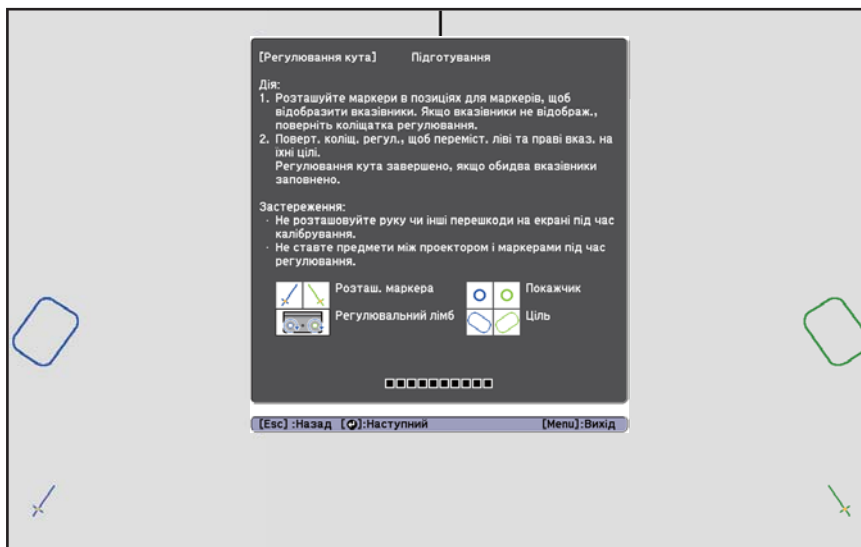 [Регулювання кута] Підготування
Дія:
1. Розташуйте маркери в позиціях для маркерів, щоб
відобразити вказівники. Якщо вказівники не відображ.,
поверніть коліщатка регулювання.
2. Поверт. коліщ. регул., щоб переміст. ліві та праві вказ. на
їхні цілі.
Регулювання кута завершено, якщо обидва вказівники
заповнено.
Застереження:
· Не розташовуйте руку чи інші перешкоди на екрані під час
калібрування.
· Не ставте предмети між проектором і маркерами під час
регулювання.
Розташ. маркера Покажчик
Регулювальний лімб Ціль
[Esc] :Назад [⏎]:Наступний [Menu]:Вихід